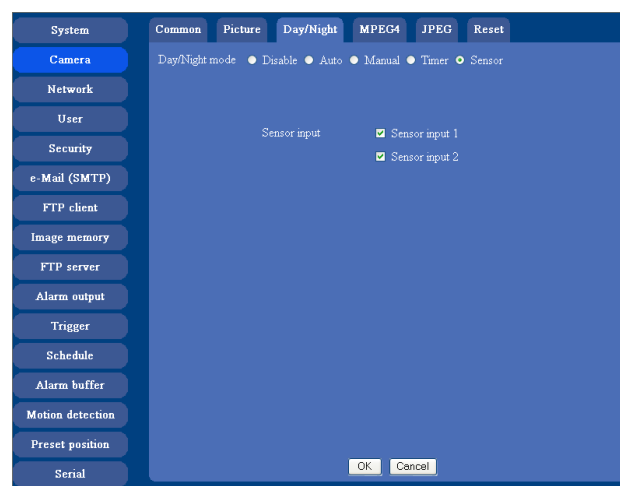 System
Camera
Network
User
Security
e-Mail (SMTP)
FTP client
Image memory
FTP server
Alarm output
Trigger
Schedule
Alarm buffer
Motion detection
Preset position
Serial
Common Picture Day/Night MPEG4 JPEG Reset
Day/Night mode Disable Auto Manual Timer Sensor
Sensor input Sensor input 1
Sensor input 2
OK Cancel